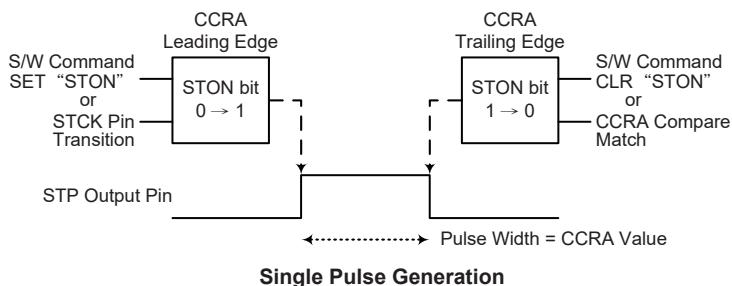 CCRA
Leading Edge
S/W Command
SET “STON”
or
STCK Pin
Transition
STON bit
0 → 1
CCRA
Trailing Edge
STON bit
1 → 0
S/W Command
CLR “STON”
or
CCRA Compare
Match
STP Output Pin
Pulse Width = CCRA Value
Single Pulse Generation